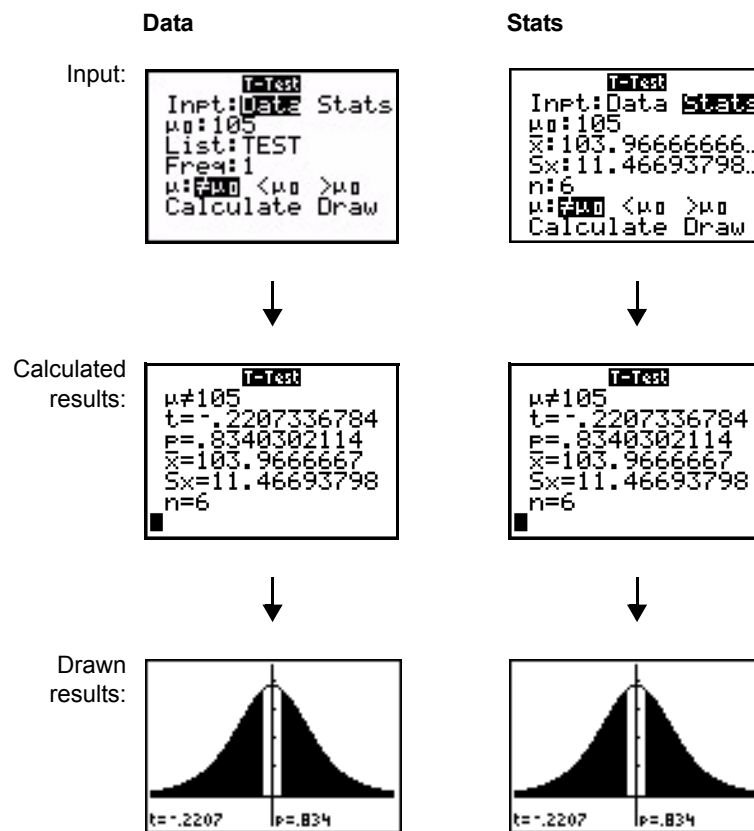 Data
Stats
Input:
T-Test
Inpt:Data Stats
μ0:105
List:TEST
Freq:1
μ:≠μ0 <μ0 >μ0
Calculate Draw
T-Test
Inpt:Data Stats
μ0:105
x̄:103.96666666…
Sx:11.46693798…
n:6
μ:≠μ0 <μ0 >μ0
Calculate Draw
Calculated
results:
T-Test
μ≠105
t=-.2207336784
p=.8340302114
x̄=103.9666667
Sx=11.46693798
n=6
T-Test
μ≠105
t=-.2207336784
p=.8340302114
x̄=103.9666667
Sx=11.46693798
n=6
Drawn
results:
t=-.2207 p=.834
t=-.2207 p=.834